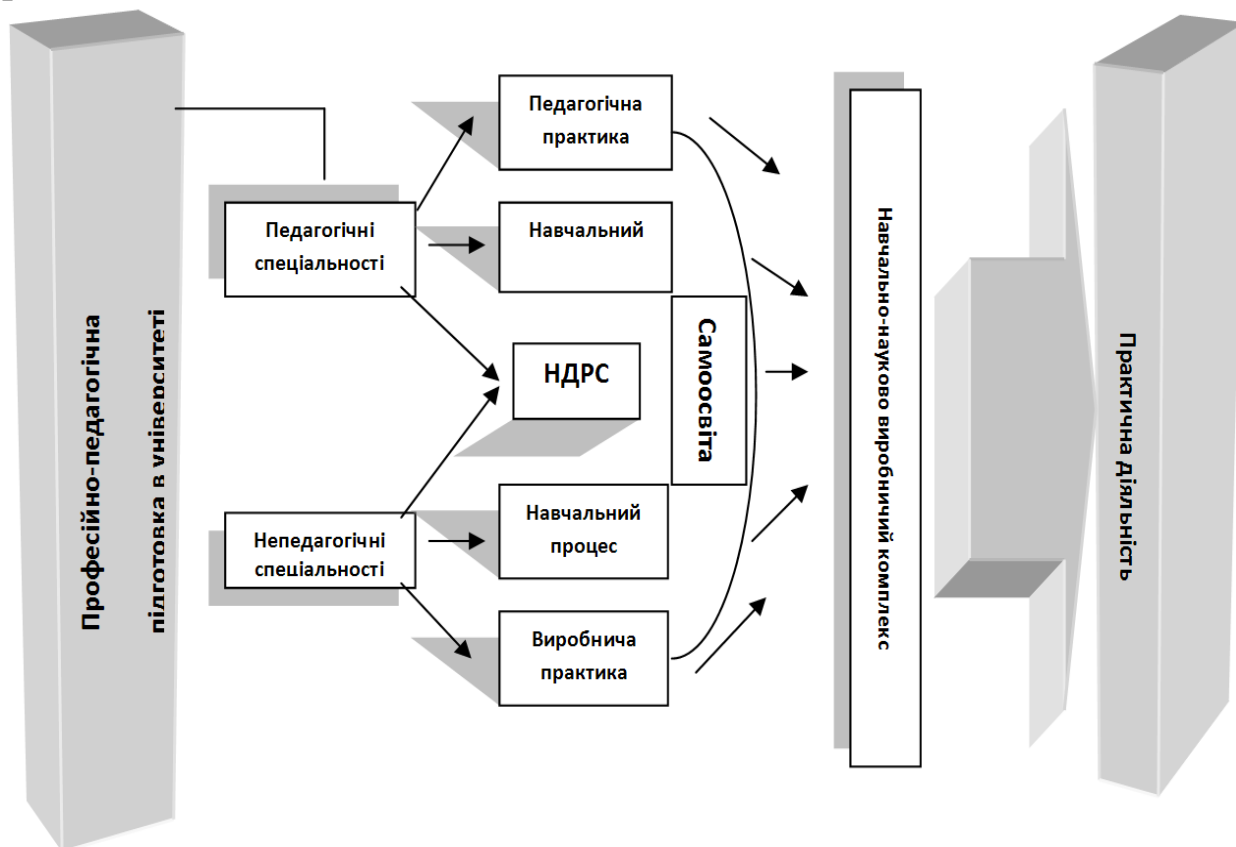 Професійно-педагогічна
підготовка в університеті
Педагогічні
спеціальності
Непедагогічні
спеціальності
Педагогічна
практика
Навчальний
НДРС
Навчальний
процес
Виробнича
практика
Самоосвіта
Навчально-науково виробничий комплекс
Практична діяльність